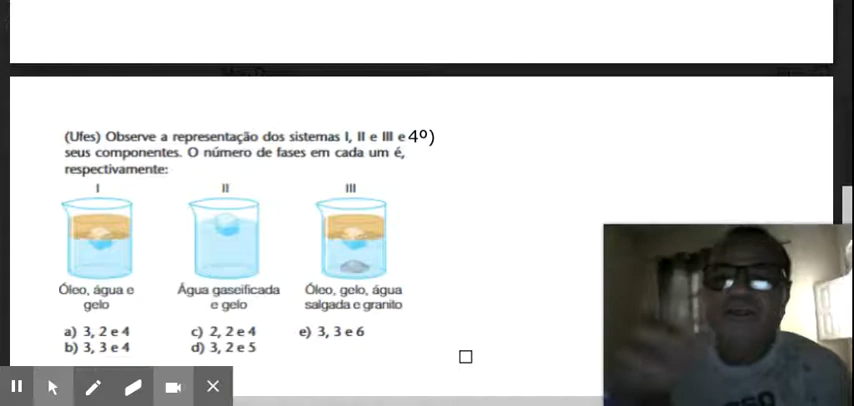 (Ufes) Observe a representação dos sistemas I, II e III e 4º)
seus componentes. O número de fases em cada um é,
respectivamente:
I II III
Óleo, água e
gelo
Água gaseificada
e gelo
Óleo, gelo, água
salgada e granito
a) 3, 2 e 4
b) 3, 3 e 4
c) 2, 2 e 4
d) 3, 2 e 5
e) 3, 3 e 6